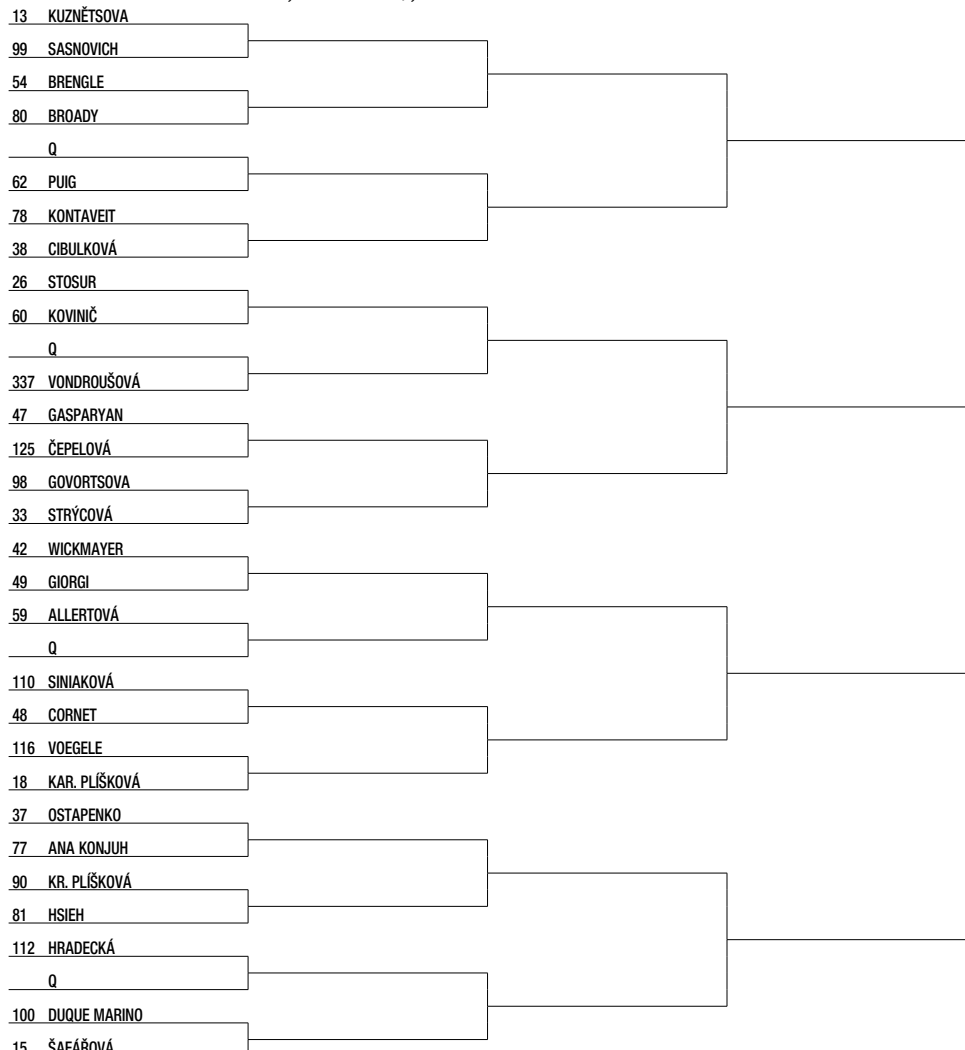 13 KUZNĚTSOVA
99 SASNOVICH
54 BRENGLE
80 BROADY
Q
62 PUIG
78 KONTAVEIT
38 CIBULKOVÁ
26 STOSUR
60 KOVINIČ
Q
337 VONDROUŠOVÁ
47 GASPARYAN
125 ČEPELOVÁ
98 GOVORTSOVA
33 STRÝCOVÁ
42 WICKMAYER
49 GIORGI
59 ALLERTOVÁ
Q
110 SINIAKOVÁ
48 CORNET
116 VOEGELE
18 KAR. PLÍŠKOVÁ
37 OSTAPENKO
77 ANA KONJUH
90 KR. PLÍŠKOVÁ
81 HSIEH
112 HRADECKÁ
Q
100 DUQUE MARINO
15 ŠAFÁŘOVÁ